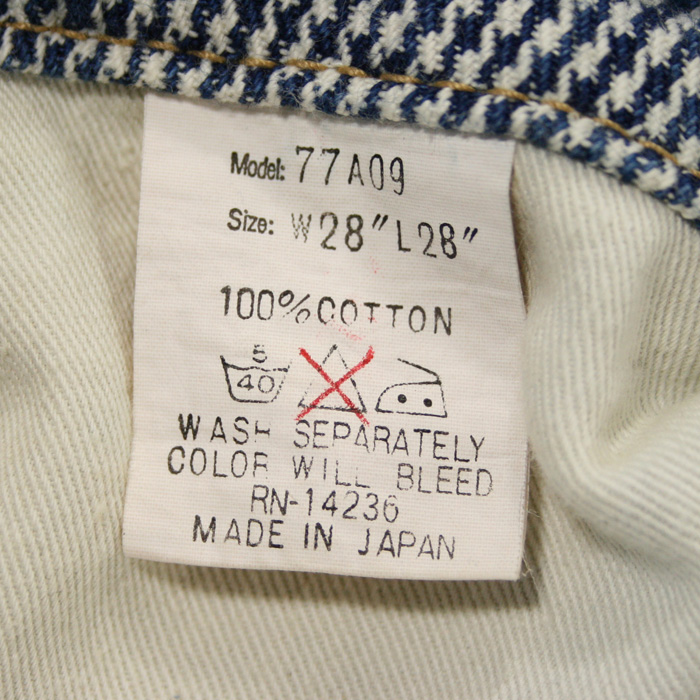 Model: 77A09
Size: W28" L28"
100% COTTON
5
40
WASH SEPARATELY
COLOR WILL BLEED
RN-14236
MADE IN JAPAN